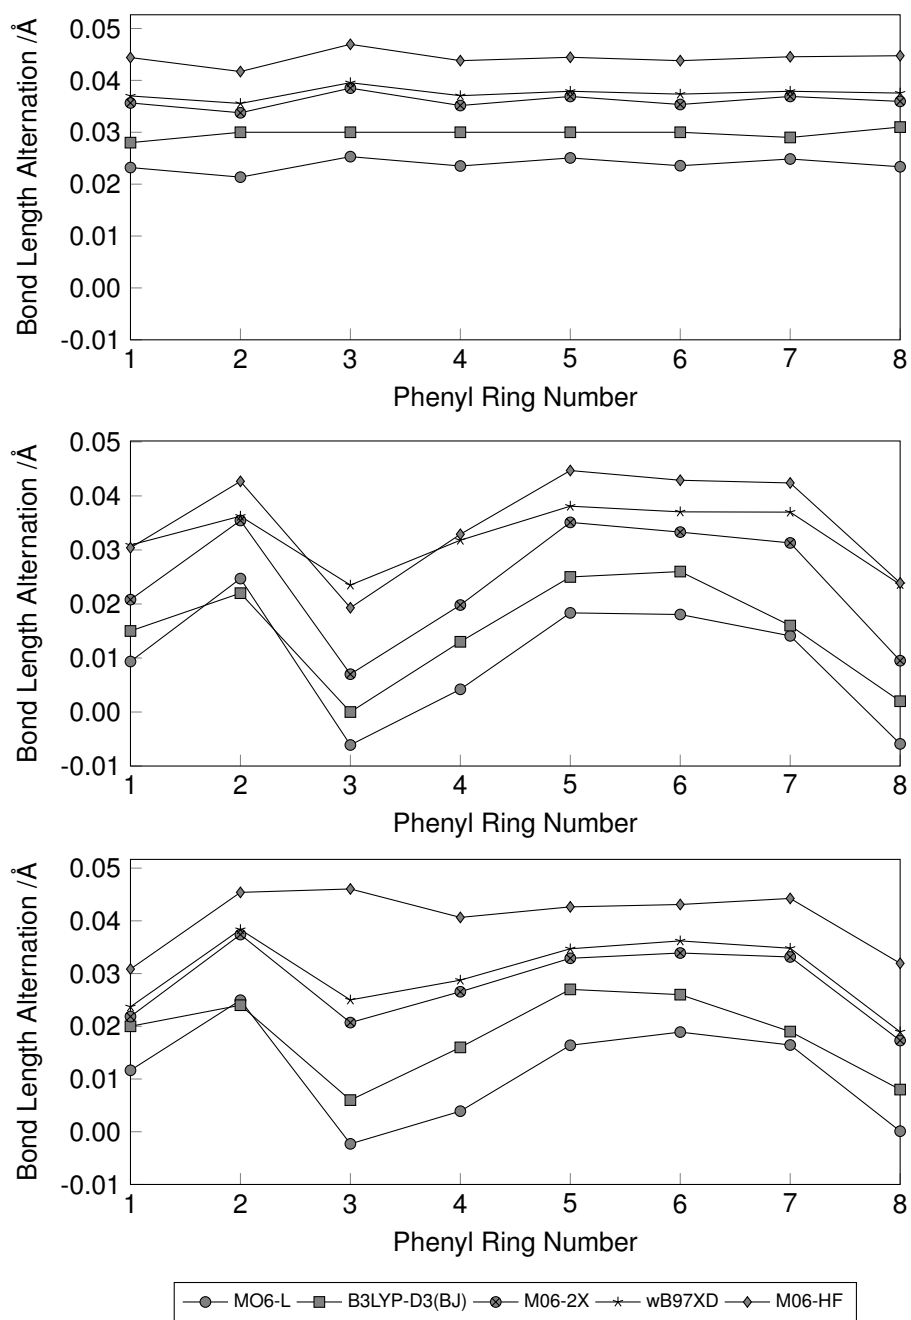 0.05
0.04
0.03
0.02
0.01
0.00
-0.01
Bond Length Alternation /Å
1 2 3 4 5 6 7 8
Phenyl Ring Number
0.05
0.04
0.03
0.02
0.01
0.00
-0.01
Bond Length Alternation /Å
1 2 3 4 5 6 7 8
Phenyl Ring Number
0.05
0.04
0.03
0.02
0.01
0.00
-0.01
Bond Length Alternation /Å
1 2 3 4 5 6 7 8
Phenyl Ring Number
MO6-L B3LYP-D3(BJ) M06-2X wB97XD M06-HF